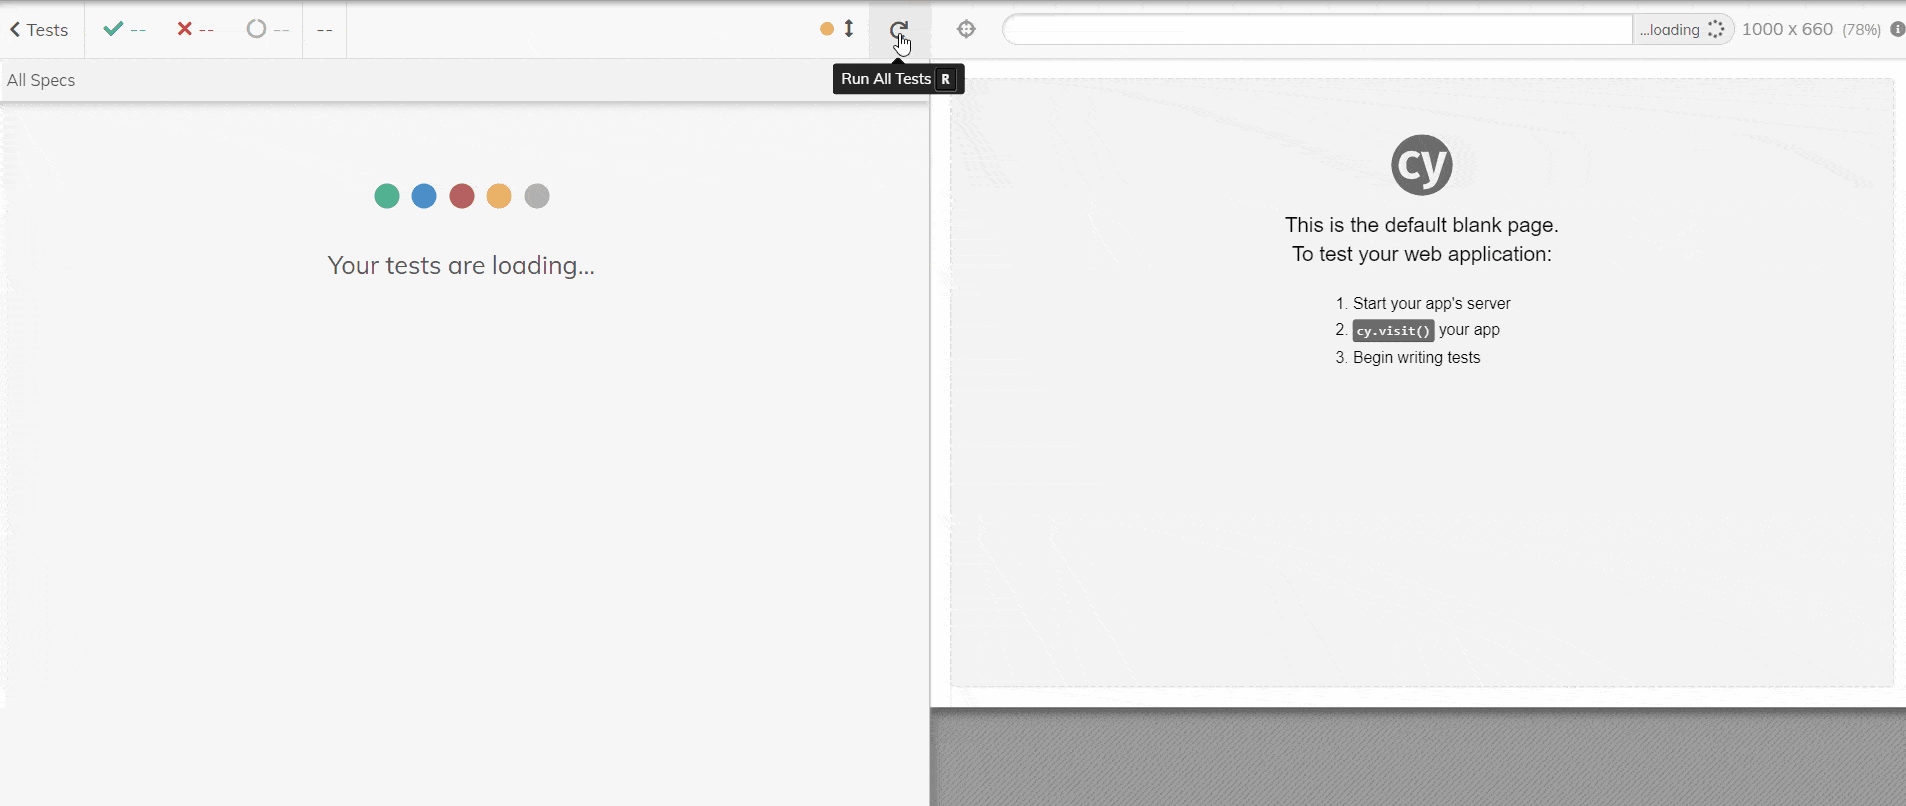 Tests -- -- -- --
...loading 1000 x 660 (78%)
All Specs
Run All Tests R
Your tests are loading...
cy
This is the default blank page.
To test your web application:
1. Start your app's server
2. cy.visit() your app
3. Begin writing tests